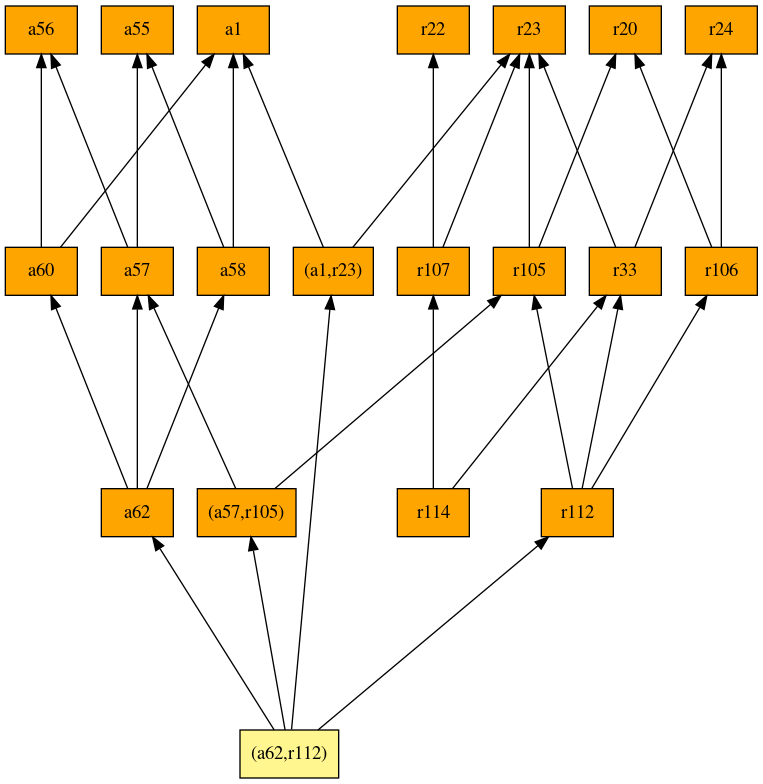 a56
a55
a1
r22
r23
r20
r24
a60
a57
a58
(a1,r23)
r107
r105
r33
r106
a62
(a57,r105)
r114
r112
(a62,r112)